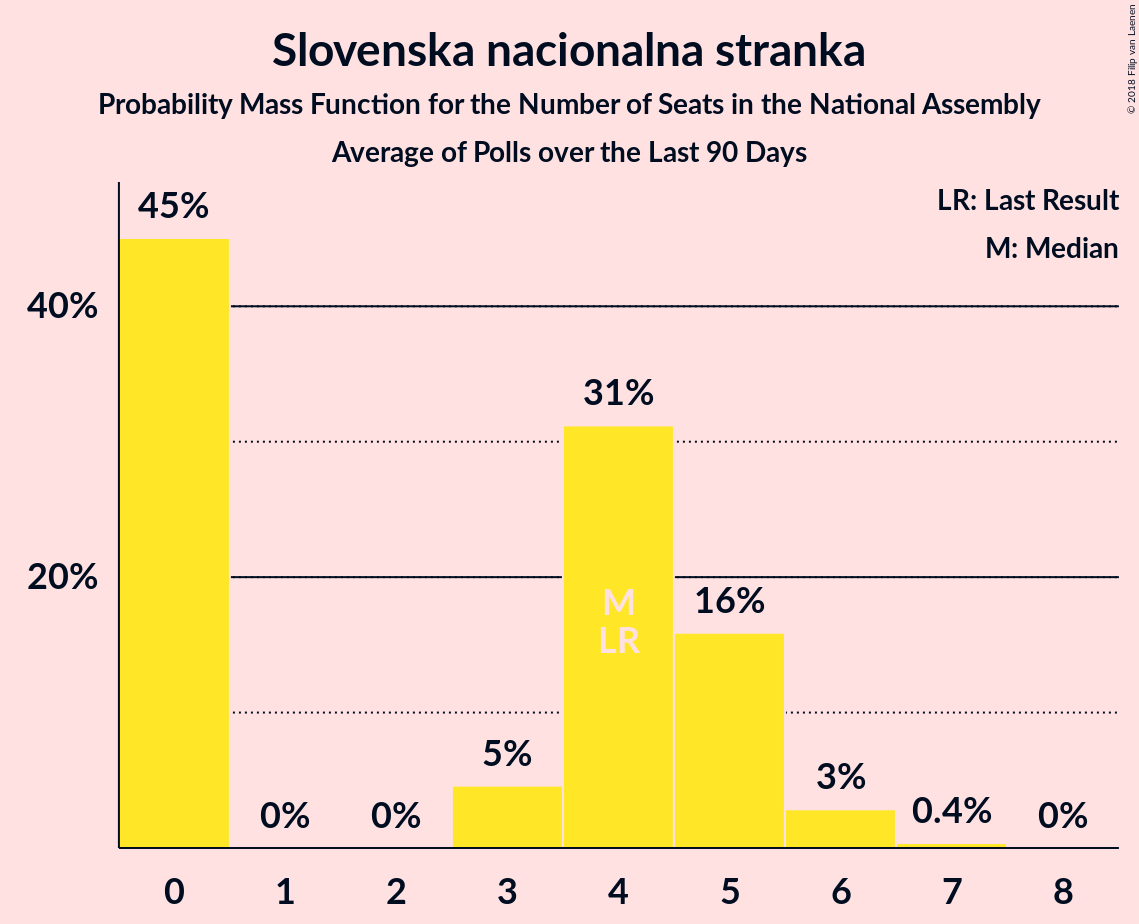 Slovenska nacionalna stranka
Probability Mass Function for the Number of Seats in the National Assembly
Average of Polls over the Last 90 Days
© 2018 Filip van Laenen
LR: Last Result
M: Median
45%
40%
31%
20%
M
LR
16%
5%
3%
0%
0%
0.4%
0%
0 1 2 3 4 5 6 7 8